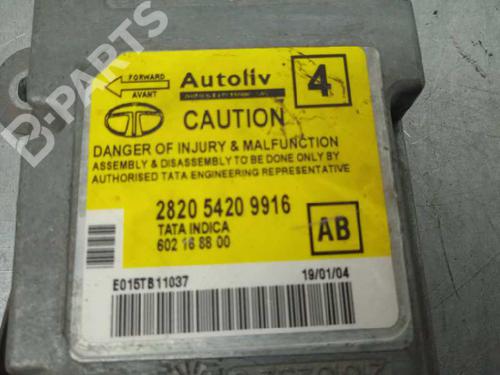 B-PARTS
FORWARD
AVANT
Autoliv
4
CAUTION
DANGER OF INJURY & MALFUNCTION
ASSEMBLY & DISASSEMBLY TO BE DONE ONLY BY
AUTHORISED TATA ENGINEERING REPRESENTATIVE
2820 5420 9916
TATA INDICA
602 16 88 00
AB
E015TB11037
19/01/04